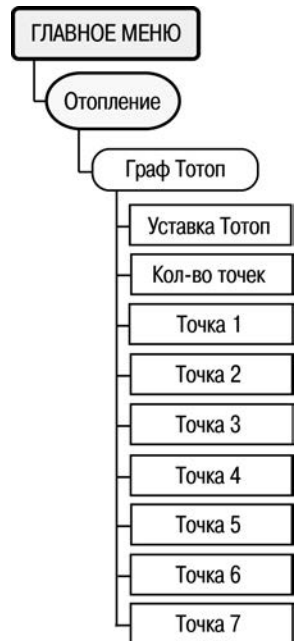 ГЛАВНОЕ МЕНЮ
Отопление
Граф Тотоп
Уставка Тотоп
Кол-во точек
Точка 1
Точка 2
Точка 3
Точка 4
Точка 5
Точка 6
Точка 7